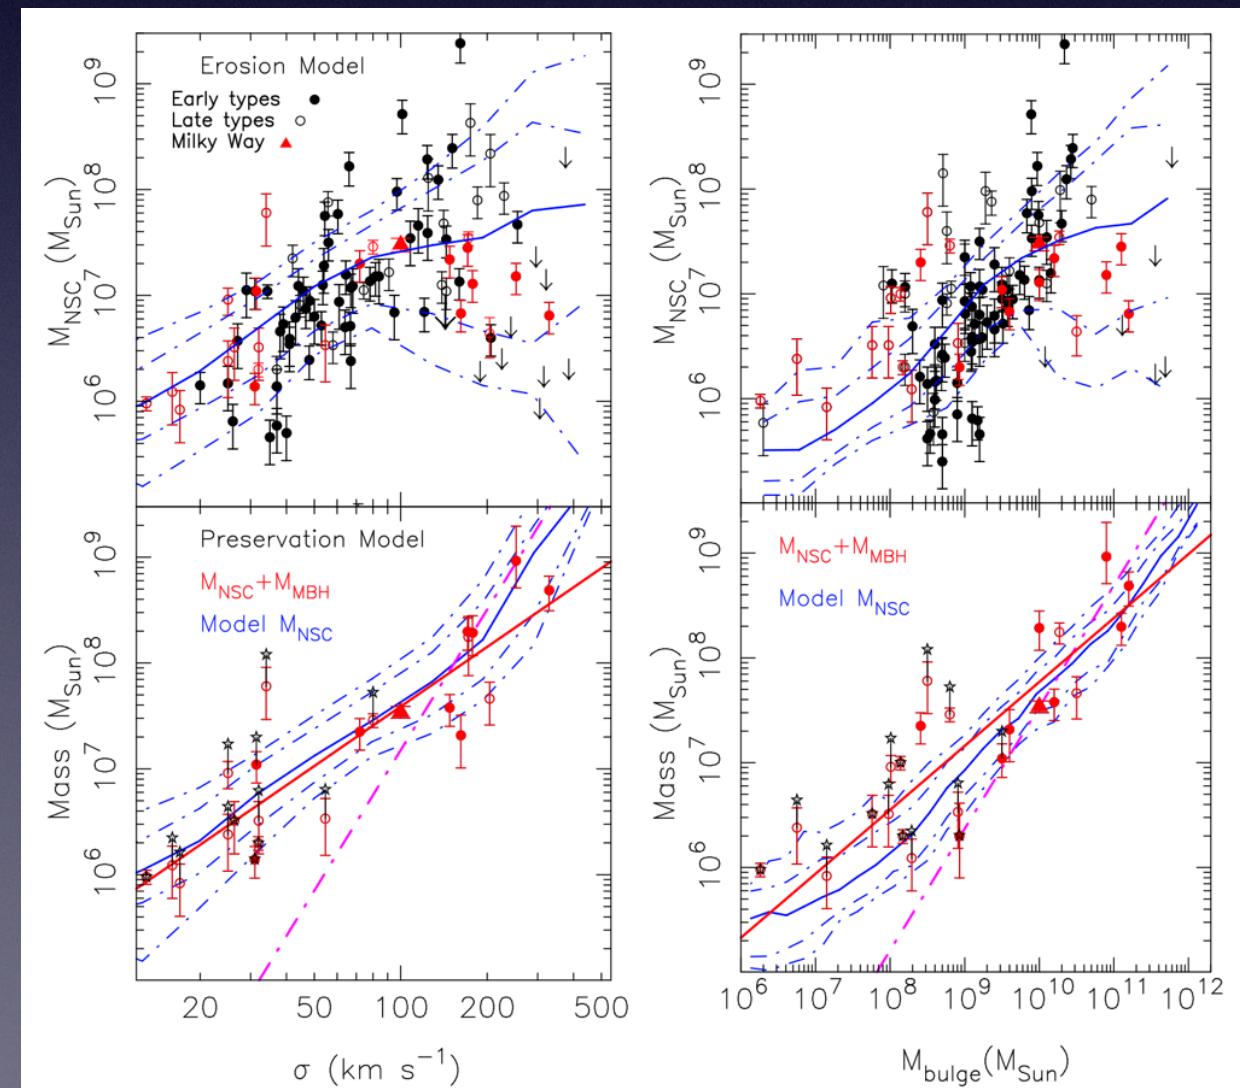 Erosion Model
Early types
Late types
Milky Way
M_NSC (M_Sun)
10^9
10^8
10^7
10^6
M_NSC (M_Sun)
10^9
10^8
10^7
10^6
Preservation Model
M_NSC+M_MBH
Model M_NSC
Mass (M_Sun)
10^9
10^8
10^7
10^6
20 50 100 200 500
σ (km s^-1)
M_NSC+M_MBH
Model M_NSC
Mass (M_Sun)
10^9
10^8
10^7
10^6
10^6 10^7 10^8 10^9 10^10 10^11 10^12
M_bulge(M_Sun)